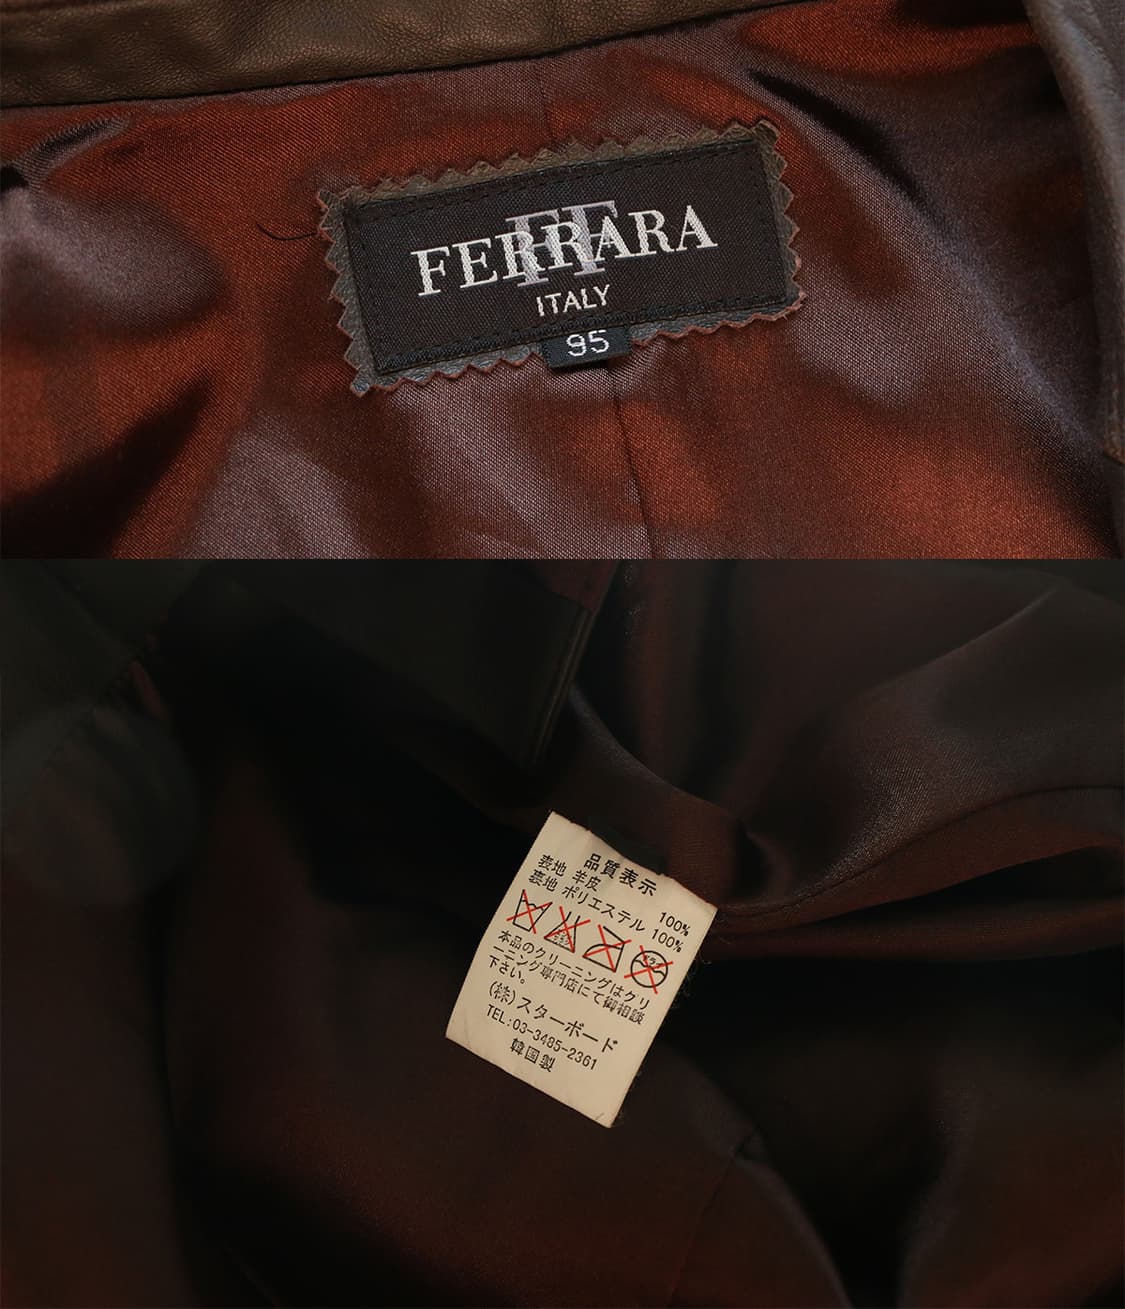 FF
FERRARA
ITALY
95
品質表示
表地 羊皮 100%
裏地 ポリエステル 100%
本品のクリーニングはクリ
ーニング専門店にて御相談
下さい。
(株)スターボード
TEL:03-3485-2361
韓国製